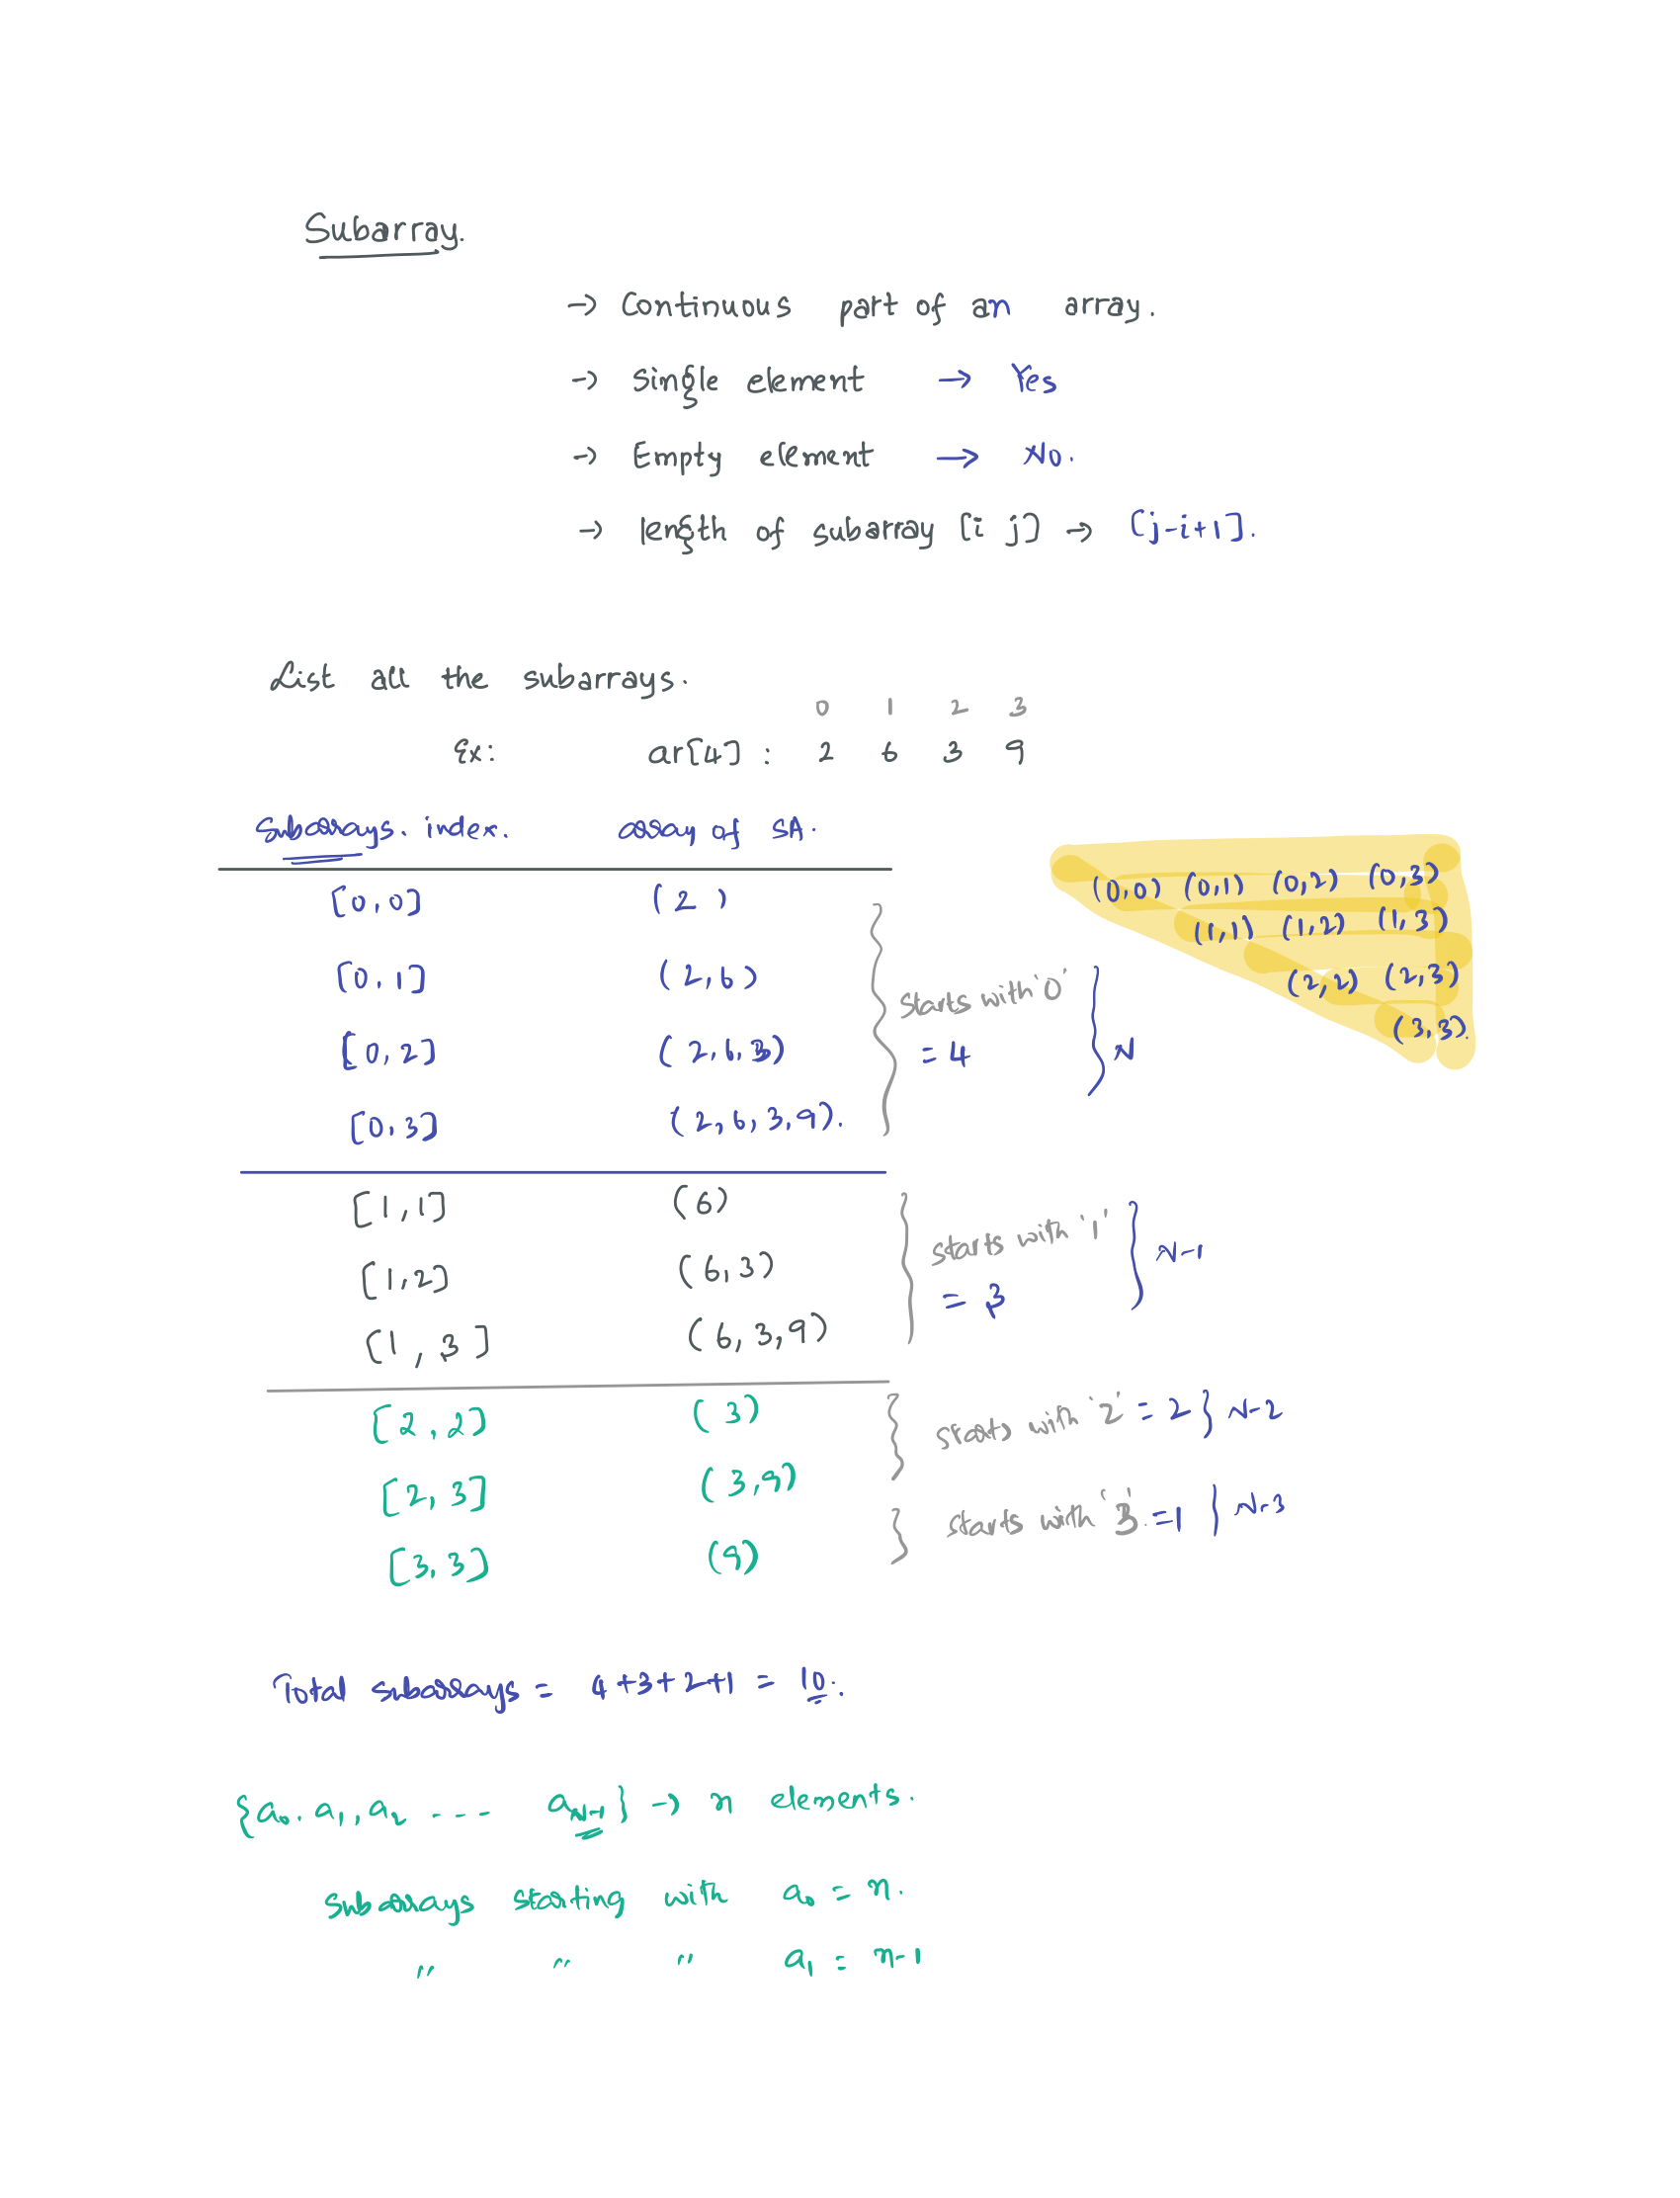 Subarray.
→ Continuous part of an array.
→ Single element → Yes
→ Empty element → No.
→ length of subarray [i j] → [j-i+1].
List all the subarrays.
0 1 2 3
Ex: ar[4] : 2 6 3 9
Subarrays. index. array of SA.
[0,0] (2)
[0,1] (2,6)
[0,2] (2,6,3)
[0,3] (2,6,3,9).
starts with '0'
= 4 } N
(0,0) (0,1) (0,2) (0,3)
(1,1) (1,2) (1,3)
(2,2) (2,3)
(3,3).
[1,1] (6)
[1,2] (6,3)
[1,3] (6,3,9)
starts with '1'
= 3 } N-1
[2,2] (3)
[2,3] (3,9)
starts with '2' = 2 } N-2
[3,3] (9)
starts with '3' =1 } N-3
Total subarrays = 4+3+2+1 = 10.
{a0. a1, a2 ---- aN-1} → n elements.
Subarrays starting with a0 = n.
" " " a1 = n-1